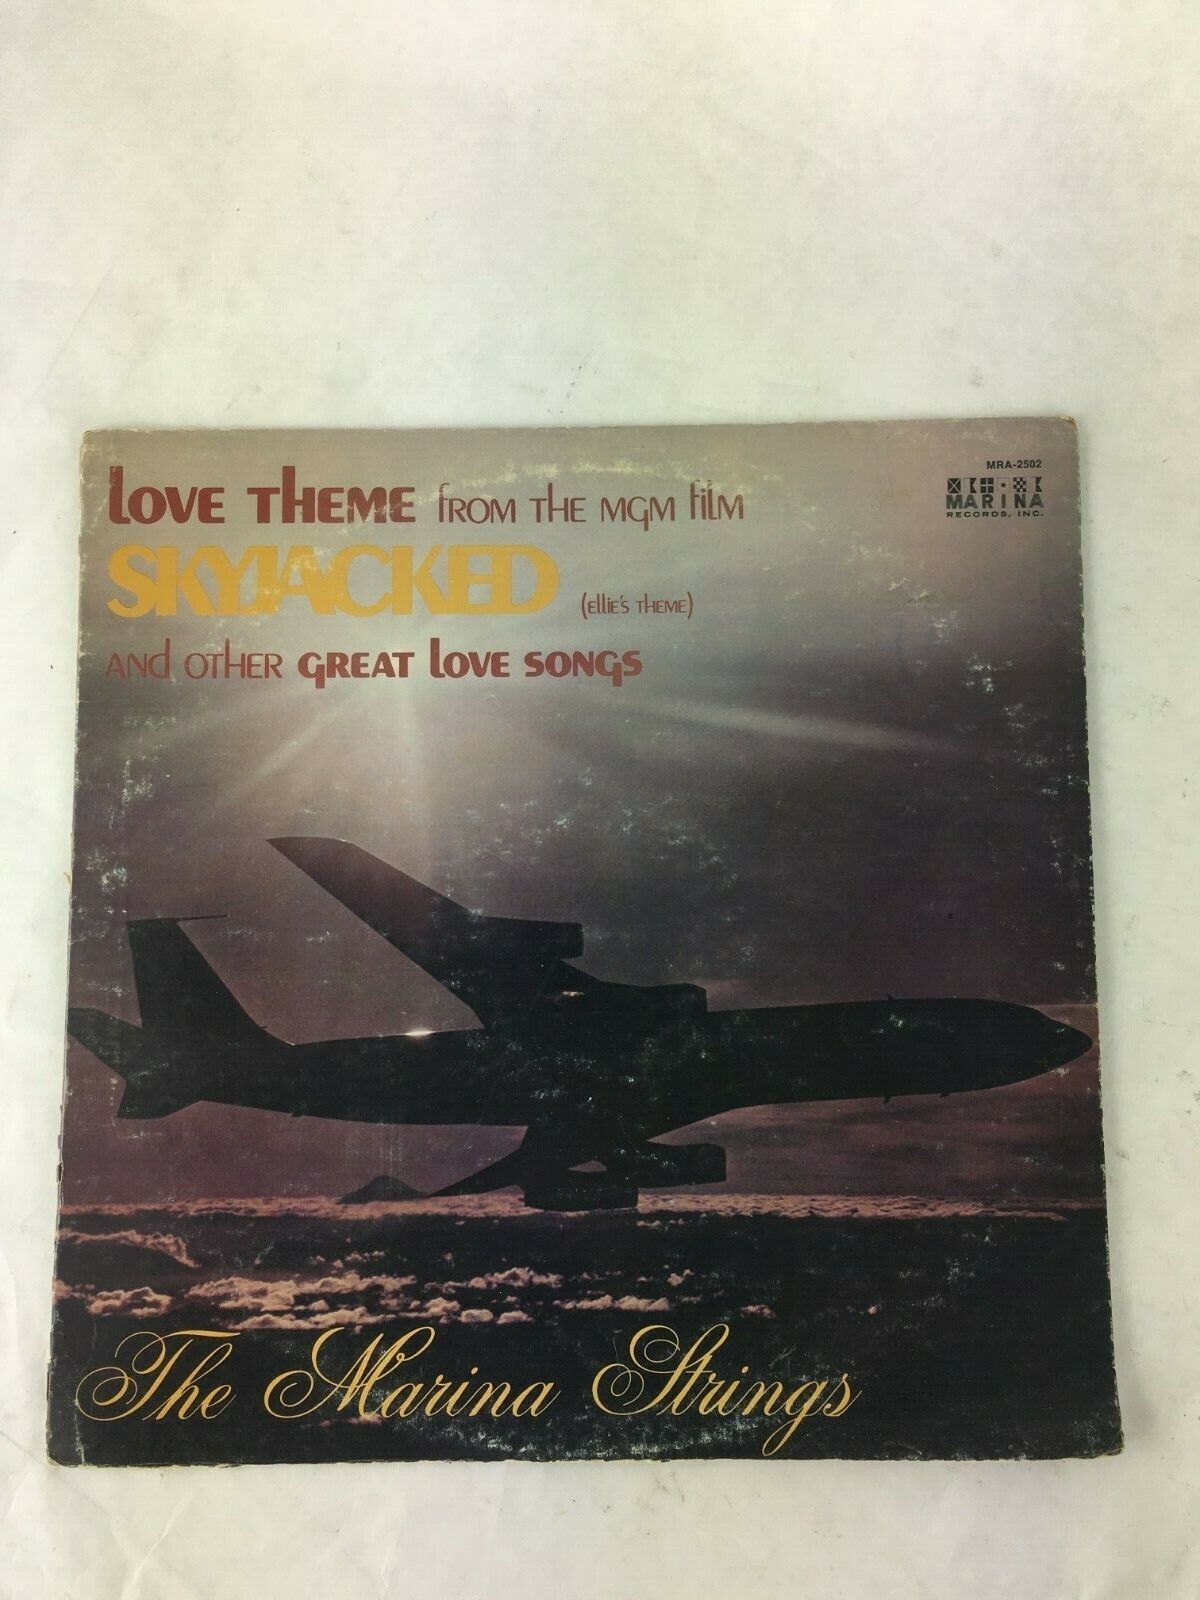 MRA-2502
MARINA
RECORDS, INC.
LOVE THEME FROM THE MGM FILM
SKYJACKED
(ELLIE'S THEME)
AND OTHER GREAT LOVE SONGS
The Marina Strings